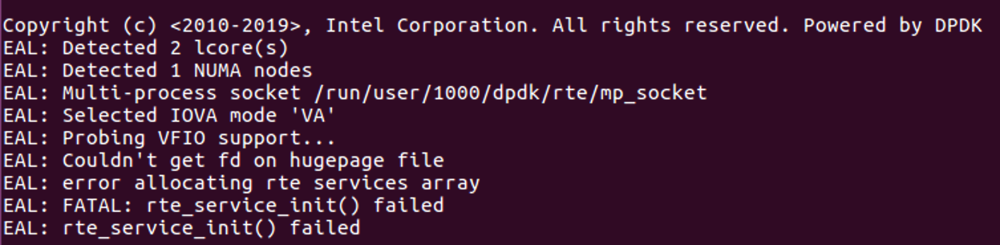 Copyright (c) <2010-2019>, Intel Corporation. All rights reserved. Powered by DPDK
EAL: Detected 2 lcore(s)
EAL: Detected 1 NUMA nodes
EAL: Multi-process socket /run/user/1000/dpdk/rte/mp_socket
EAL: Selected IOVA mode 'VA'
EAL: Probing VFIO support...
EAL: Couldn't get fd on hugepage file
EAL: error allocating rte services array
EAL: FATAL: rte_service_init() failed
EAL: rte_service_init() failed